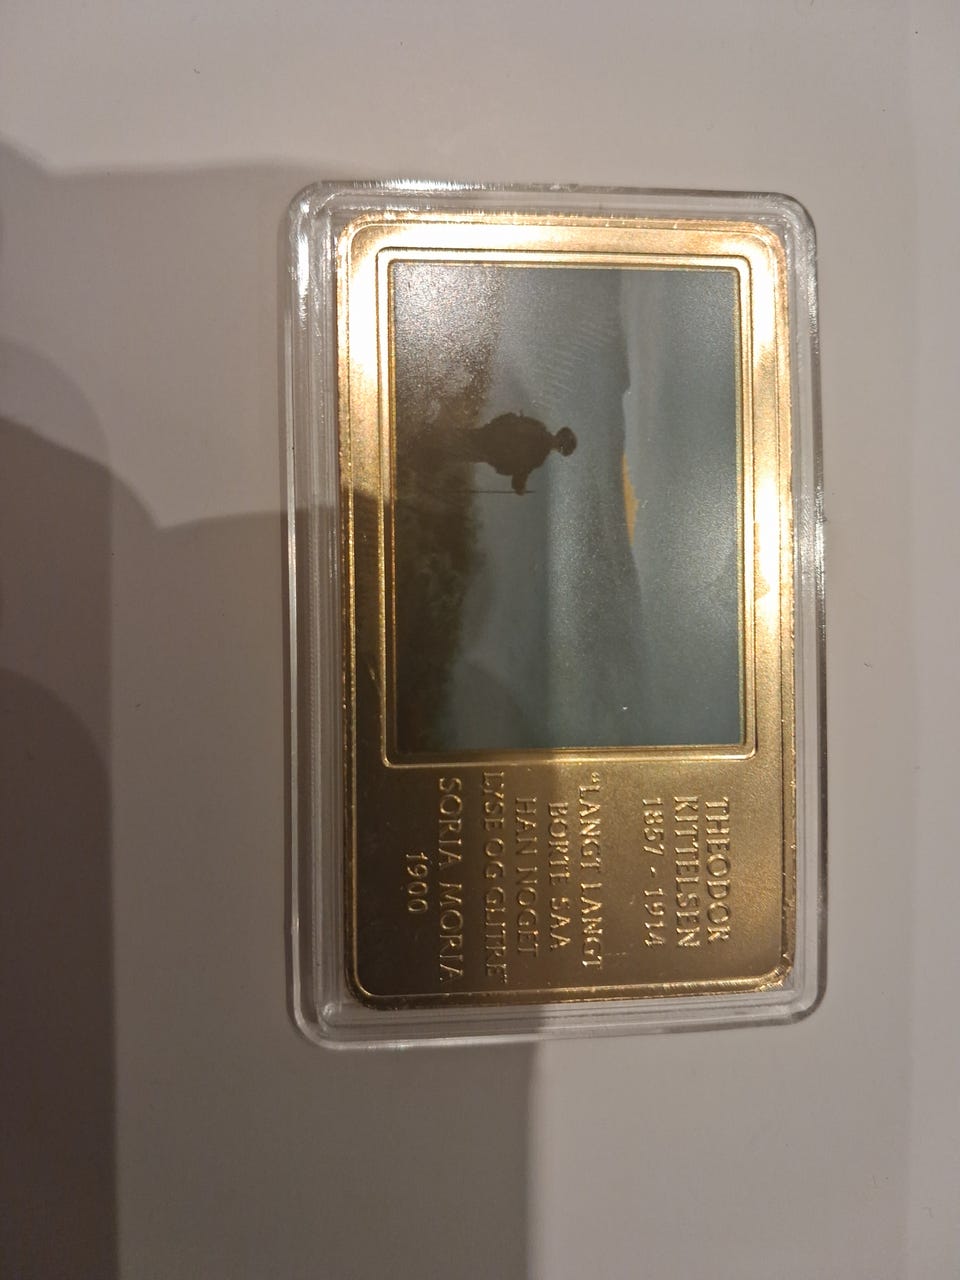 THEODOR
KITTELSEN
1857 - 1914
"LANGT LANGT
BORTE SAA
HAN NOGET
LYSE OG GLITRE"
SORIA MORIA
1900